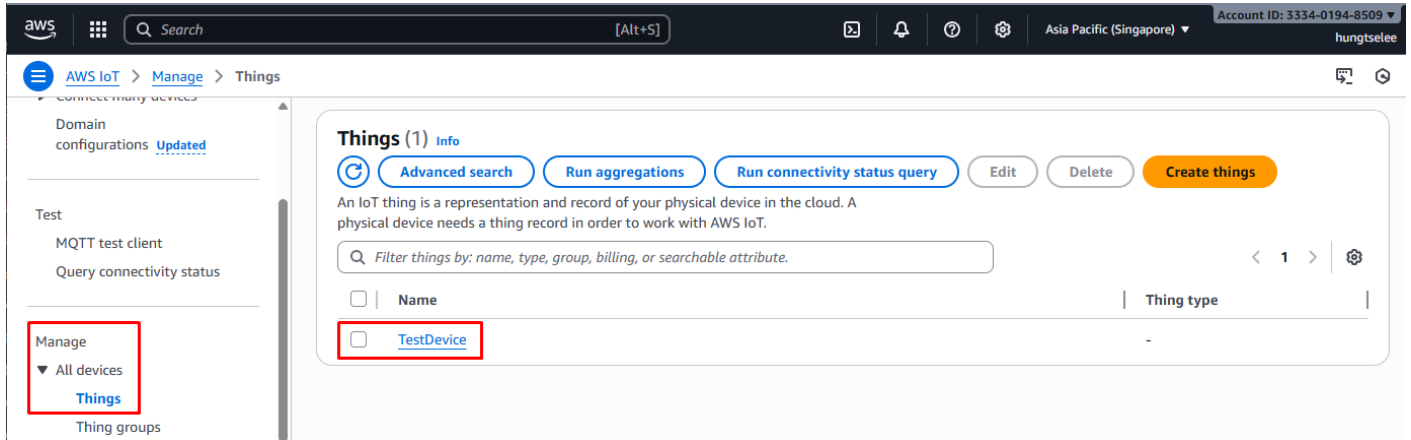 aws
Search
[Alt+S]
Asia Pacific (Singapore) ▼
Account ID: 3334-0194-8509 ▼
hungtselee
AWS IoT > Manage > Things
Connect many devices
Domain
configurations Updated
Test
MQTT test client
Query connectivity status
Manage
▼ All devices
Things
Thing groups
Things (1) Info
Advanced search
Run aggregations
Run connectivity status query
Edit
Delete
Create things
An IoT thing is a representation and record of your physical device in the cloud. A
physical device needs a thing record in order to work with AWS IoT.
Filter things by: name, type, group, billing, or searchable attribute.
< 1 >
Name
Thing type
TestDevice
-